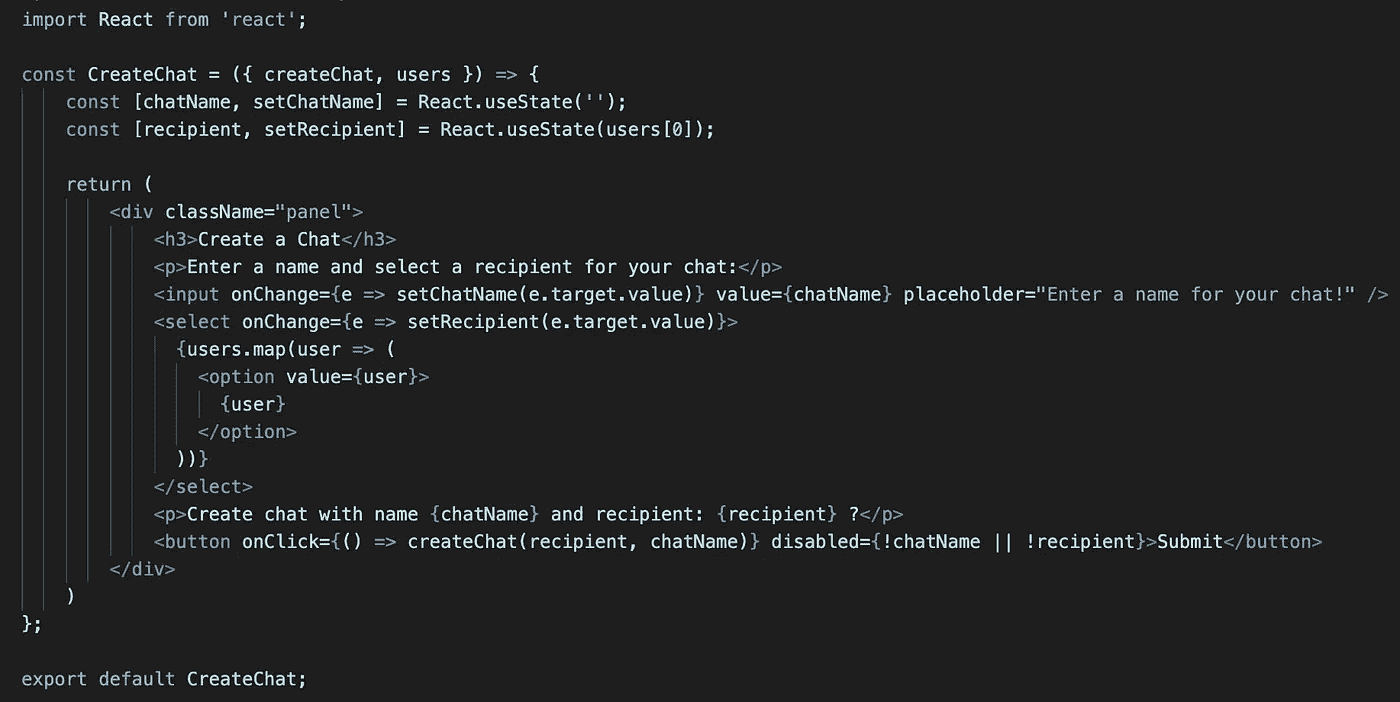 import React from 'react';

const CreateChat = ({ createChat, users }) => {
    const [chatName, setChatName] = React.useState('');
    const [recipient, setRecipient] = React.useState(users[0]);

    return (
        <div className="panel">
            <h3>Create a Chat</h3>
            <p>Enter a name and select a recipient for your chat:</p>
            <input onChange={e => setChatName(e.target.value)} value={chatName} placeholder="Enter a name for your chat!" />
            <select onChange={e => setRecipient(e.target.value)}>
              {users.map(user => (
                <option value={user}>
                  {user}
                </option>
              ))}
            </select>
            <p>Create chat with name {chatName} and recipient: {recipient} ?</p>
            <button onClick={() => createChat(recipient, chatName)} disabled={!chatName || !recipient}>Submit</button>
        </div>
    )
};

export default CreateChat;